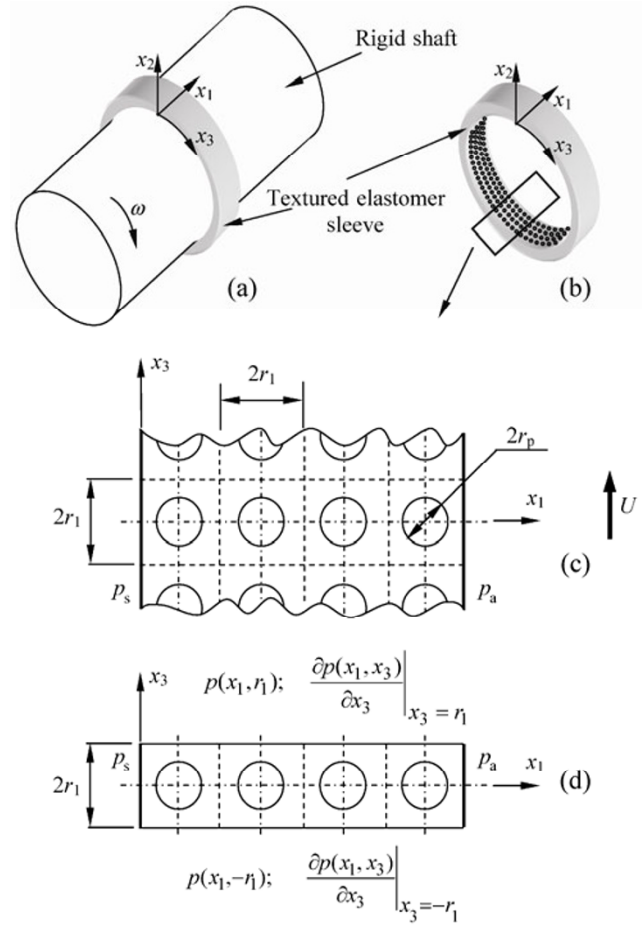 Rigid shaft
x₂
x₁
x₃
x₂
x₁
x₃
ω
Textured elastomer
sleeve
(a)
(b)
x₃
2r₁
2rₚ
2r₁
x₁
U
(c)
pₛ
pₐ
x₃
p(x₁,r₁); ∂p(x₁,x₃)/∂x₃|x₃ = r₁
pₛ
pₐ
x₁
2r₁
(d)
p(x₁,−r₁); ∂p(x₁,x₃)/∂x₃|x₃=−r₁